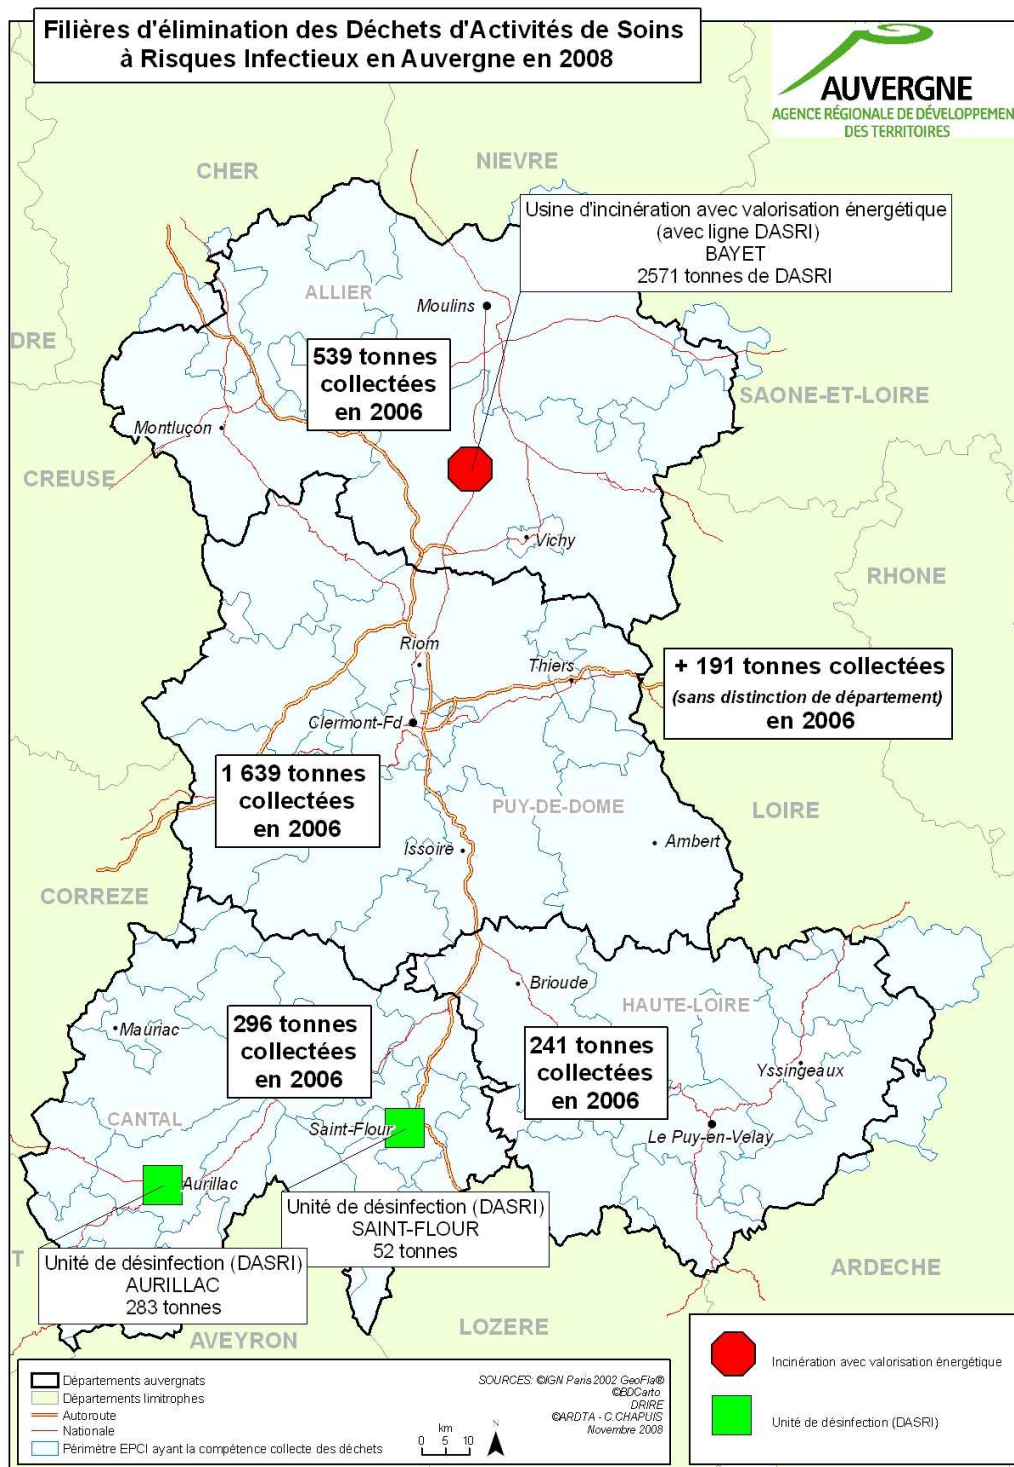 Filières d'élimination des Déchets d'Activités de Soins
à Risques Infectieux en Auvergne en 2008
AUVERGNE
AGENCE RÉGIONALE DE DÉVELOPPEMEN
DES TERRITOIRES
CHER
NIEVRE
Usine d'incinération avec valorisation énergétique
(avec ligne DASRI)
BAYET
2571 tonnes de DASRI
ALLIER
Moulins
DRE
539 tonnes
collectées
en 2006
SAONE-ET-LOIRE
Montluçon
CREUSE
Vichy
RHONE
Riom
Thiers
+ 191 tonnes collectées
(sans distinction de département)
en 2006
Clermont-Fd
1 639 tonnes
collectées
en 2006
PUY-DE-DOME
LOIRE
Ambert
Issoire
CORREZE
Brioude
HAUTE-LOIRE
Mauriac
296 tonnes
collectées
en 2006
241 tonnes
collectées
en 2006
Yssingeaux
CANTAL
Saint-Flour
Le Puy-en-Velay
Aurillac
Unité de désinfection (DASRI)
SAINT-FLOUR
52 tonnes
T
Unité de désinfection (DASRI)
AURILLAC
283 tonnes
ARDECHE
AVEYRON
LOZERE
Départements auvergnats
Départements limitrophes
Autoroute
Nationale
Périmètre EPCI ayant la compétence collecte des déchets
km
0 5 10
N
SOURCES: ©IGN Paris 2002 GeoFla®
©BDCarto
DRIRE
©ARDTA - C.CHAPUIS
Novembre 2008
Incinération avec valorisation énergétique
Unité de désinfection (DASRI)